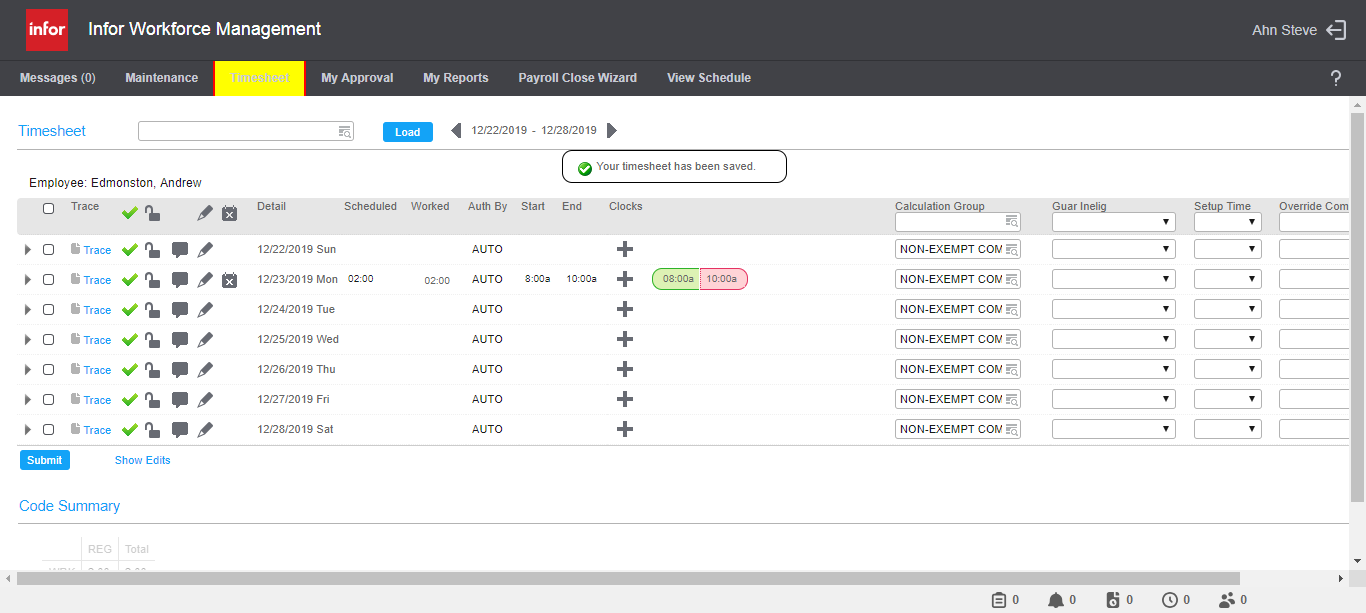 infor Infor Workforce Management Ahn Steve
Messages (0) Maintenance Timesheet My Approval My Reports Payroll Close Wizard View Schedule ?
Timesheet Load 12/22/2019 - 12/28/2019
Your timesheet has been saved.
Employee: Edmonston, Andrew
Trace Detail Scheduled Worked Auth By Start End Clocks Calculation Group Guar Inelig Setup Time Override Com
Trace 12/22/2019 Sun AUTO NON-EXEMPT COM
Trace 12/23/2019 Mon 02:00 02:00 AUTO 8:00a 10:00a 08:00a 10:00a NON-EXEMPT COM
Trace 12/24/2019 Tue AUTO NON-EXEMPT COM
Trace 12/25/2019 Wed AUTO NON-EXEMPT COM
Trace 12/26/2019 Thu AUTO NON-EXEMPT COM
Trace 12/27/2019 Fri AUTO NON-EXEMPT COM
Trace 12/28/2019 Sat AUTO NON-EXEMPT COM
Submit Show Edits
Code Summary
REG Total
0 0 0 0 0